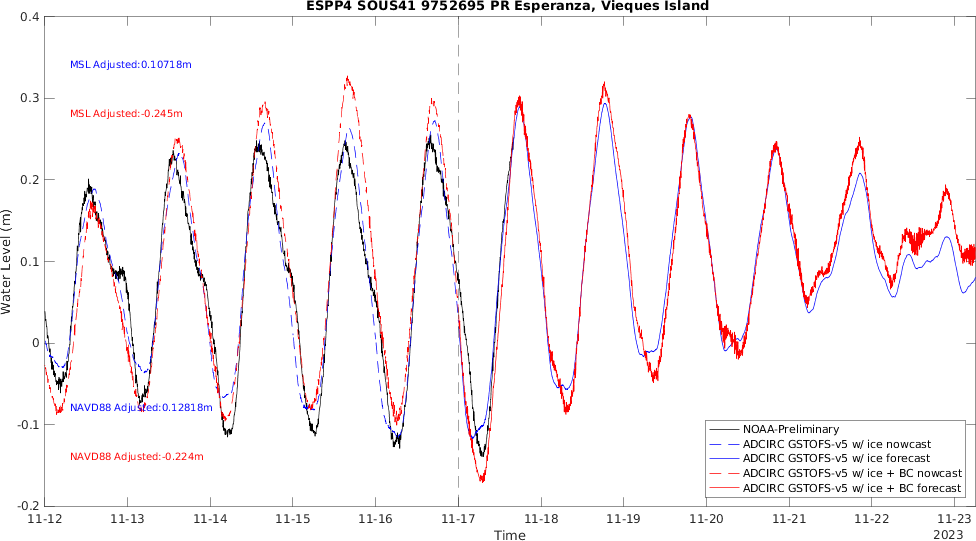 ESPP4 SOUS41 9752695 PR Esperanza, Vieques Island
0.4
0.3
0.2
0.1
0
-0.1
-0.2
Water Level (m)
MSL Adjusted:0.10718m
MSL Adjusted:-0.245m
NAVD88 Adjusted:0.12818m
NAVD88 Adjusted:-0.224m
NOAA-Preliminary
ADCIRC GSTOFS-v5 w/ ice nowcast
ADCIRC GSTOFS-v5 w/ ice forecast
ADCIRC GSTOFS-v5 w/ ice + BC nowcast
ADCIRC GSTOFS-v5 w/ ice + BC forecast
11-12 11-13 11-14 11-15 11-16 11-17 11-18 11-19 11-20 11-21 11-22 11-23
2023
Time